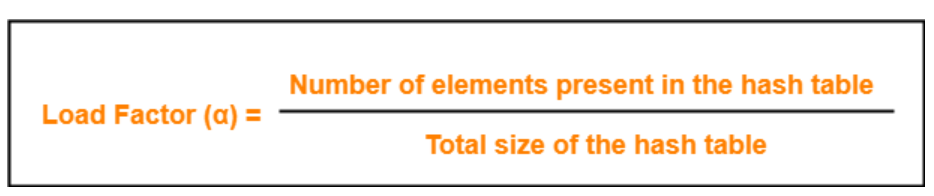 Number of elements present in the hash table
Load Factor (α) =
Total size of the hash table